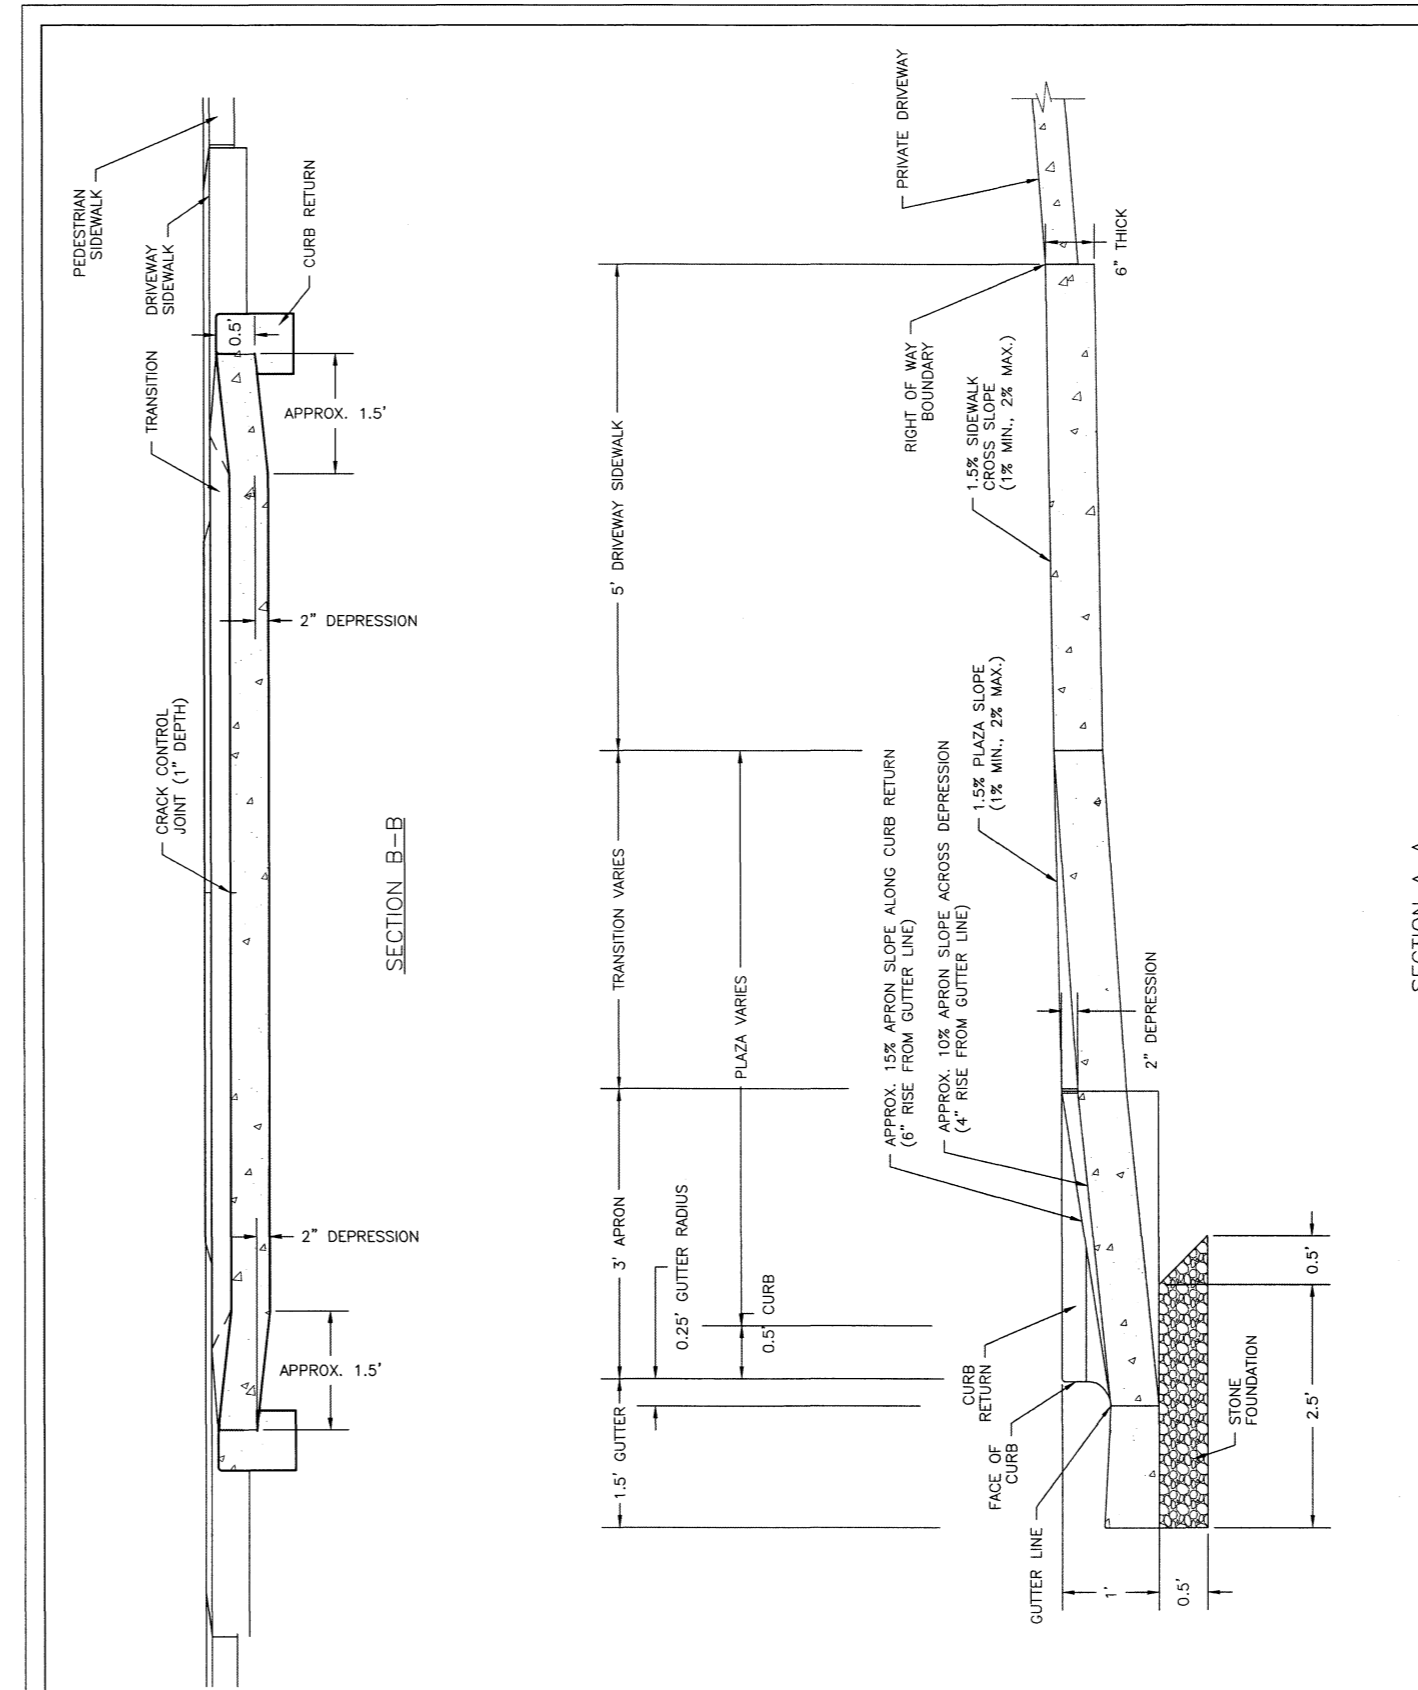 PEDESTRIAN
SIDEWALK
DRIVEWAY
SIDEWALK
CURB RETURN
TRANSITION
0.5'
APPROX. 1.5'
2" DEPRESSION
CRACK CONTROL
JOINT (1" DEPTH)
SECTION B-B
2" DEPRESSION
APPROX. 1.5'
PRIVATE DRIVEWAY
6" THICK
RIGHT OF WAY
BOUNDARY
5' DRIVEWAY SIDEWALK
1.5% SIDEWALK
CROSS SLOPE
(1% MIN., 2% MAX.)
1.5% PLAZA SLOPE
(1% MIN., 2% MAX.)
TRANSITION VARIES
PLAZA VARIES
APPROX. 15% APRON SLOPE ALONG CURB RETURN
(6" RISE FROM GUTTER LINE)
APPROX. 10% APRON SLOPE ACROSS DEPRESSION
(4" RISE FROM GUTTER LINE)
2" DEPRESSION
3' APRON
0.25' GUTTER RADIUS
0.5' CURB
1.5' GUTTER
CURB
RETURN
FACE OF
CURB
GUTTER LINE
1'
0.5'
STONE
FOUNDATION
2.5'
0.5'
SECTION A-A